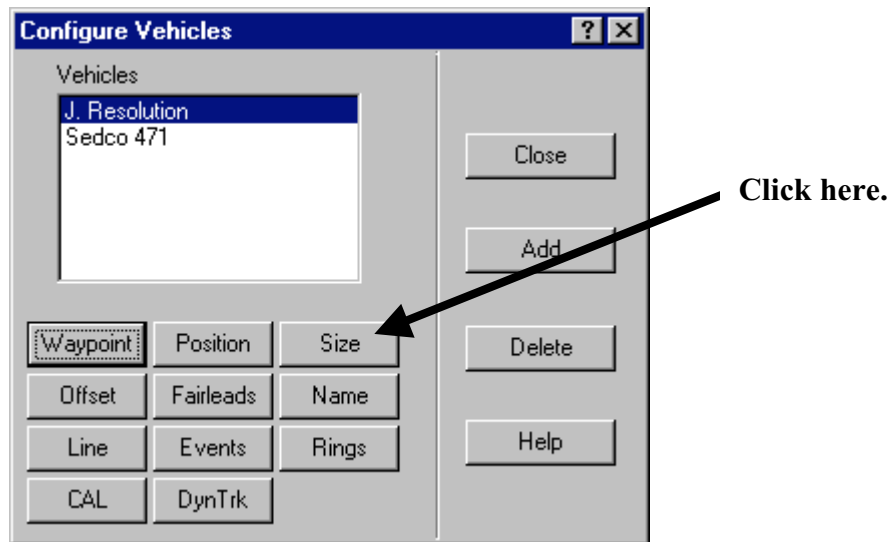 Configure Vehicles
Vehicles
J. Resolution
Sedco 471
Close
Click here.
Add
Waypoint Position Size
Delete
Offset Fairleads Name
Line Events Rings
Help
CAL DynTrk